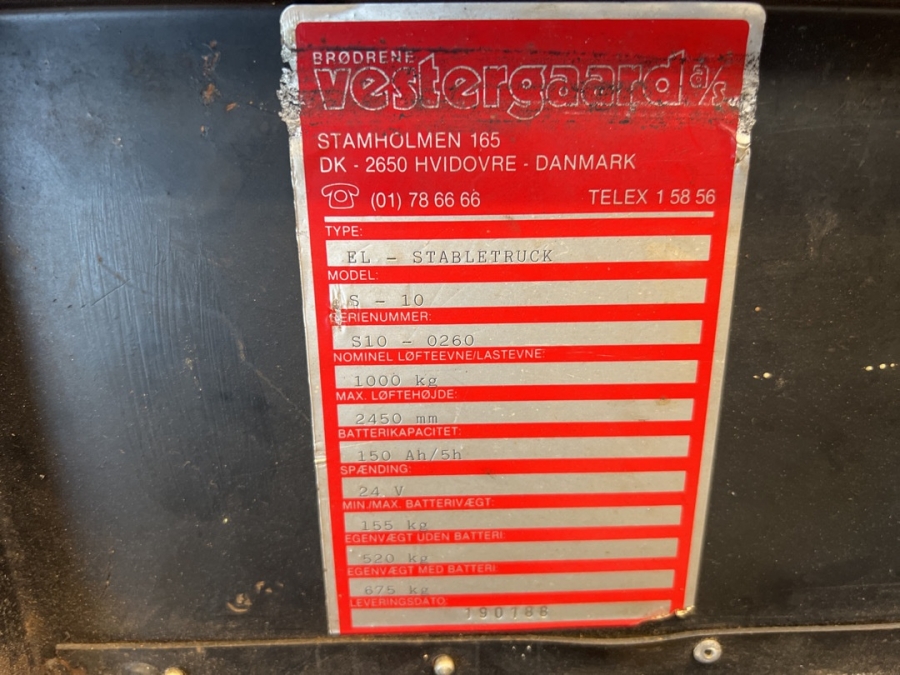 BRØDRENE
vestergaard a/s
STAMHOLMEN 165
DK - 2650 HVIDOVRE - DANMARK
(01) 78 66 66 TELEX 1 58 56
TYPE:
EL - STABLETRUCK
MODEL:
S - 10
SERIENUMMER:
S10 - 0260
NOMINEL LØFTEEVNE/LASTEVNE:
1000 kg
MAX. LØFTEHØJDE:
2450 mm
BATTERIKAPACITET:
150 Ah/5h
SPÆNDING:
24 V
MIN./MAX. BATTERIVÆGT:
155 kg
EGENVÆGT UDEN BATTERI:
520 kg
EGENVÆGT MED BATTERI:
675 kg
LEVERINGSDATO:
190788